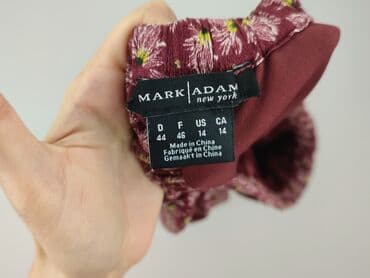 MARK ADAM
new york
D F US CA
44 46 14 14
Made in China
Fabriqué en Chine
Gemaakt in China